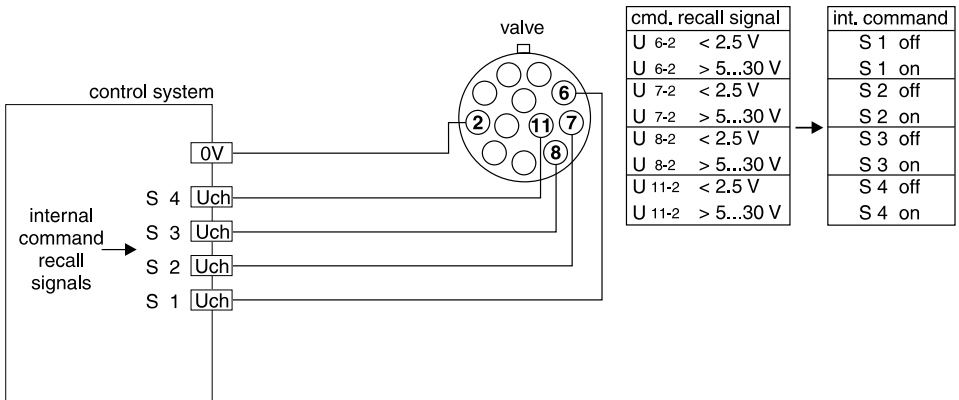 valve
control system
0V
S 4 Uch
S 3 Uch
S 2 Uch
S 1 Uch
internal
command
recall
signals
6
2
11
7
8
cmd. recall signal
U 6-2 < 2.5 V
U 6-2 > 5...30 V
U 7-2 < 2.5 V
U 7-2 > 5...30 V
U 8-2 < 2.5 V
U 8-2 > 5...30 V
U 11-2 < 2.5 V
U 11-2 > 5...30 V
int. command
S 1 off
S 1 on
S 2 off
S 2 on
S 3 off
S 3 on
S 4 off
S 4 on